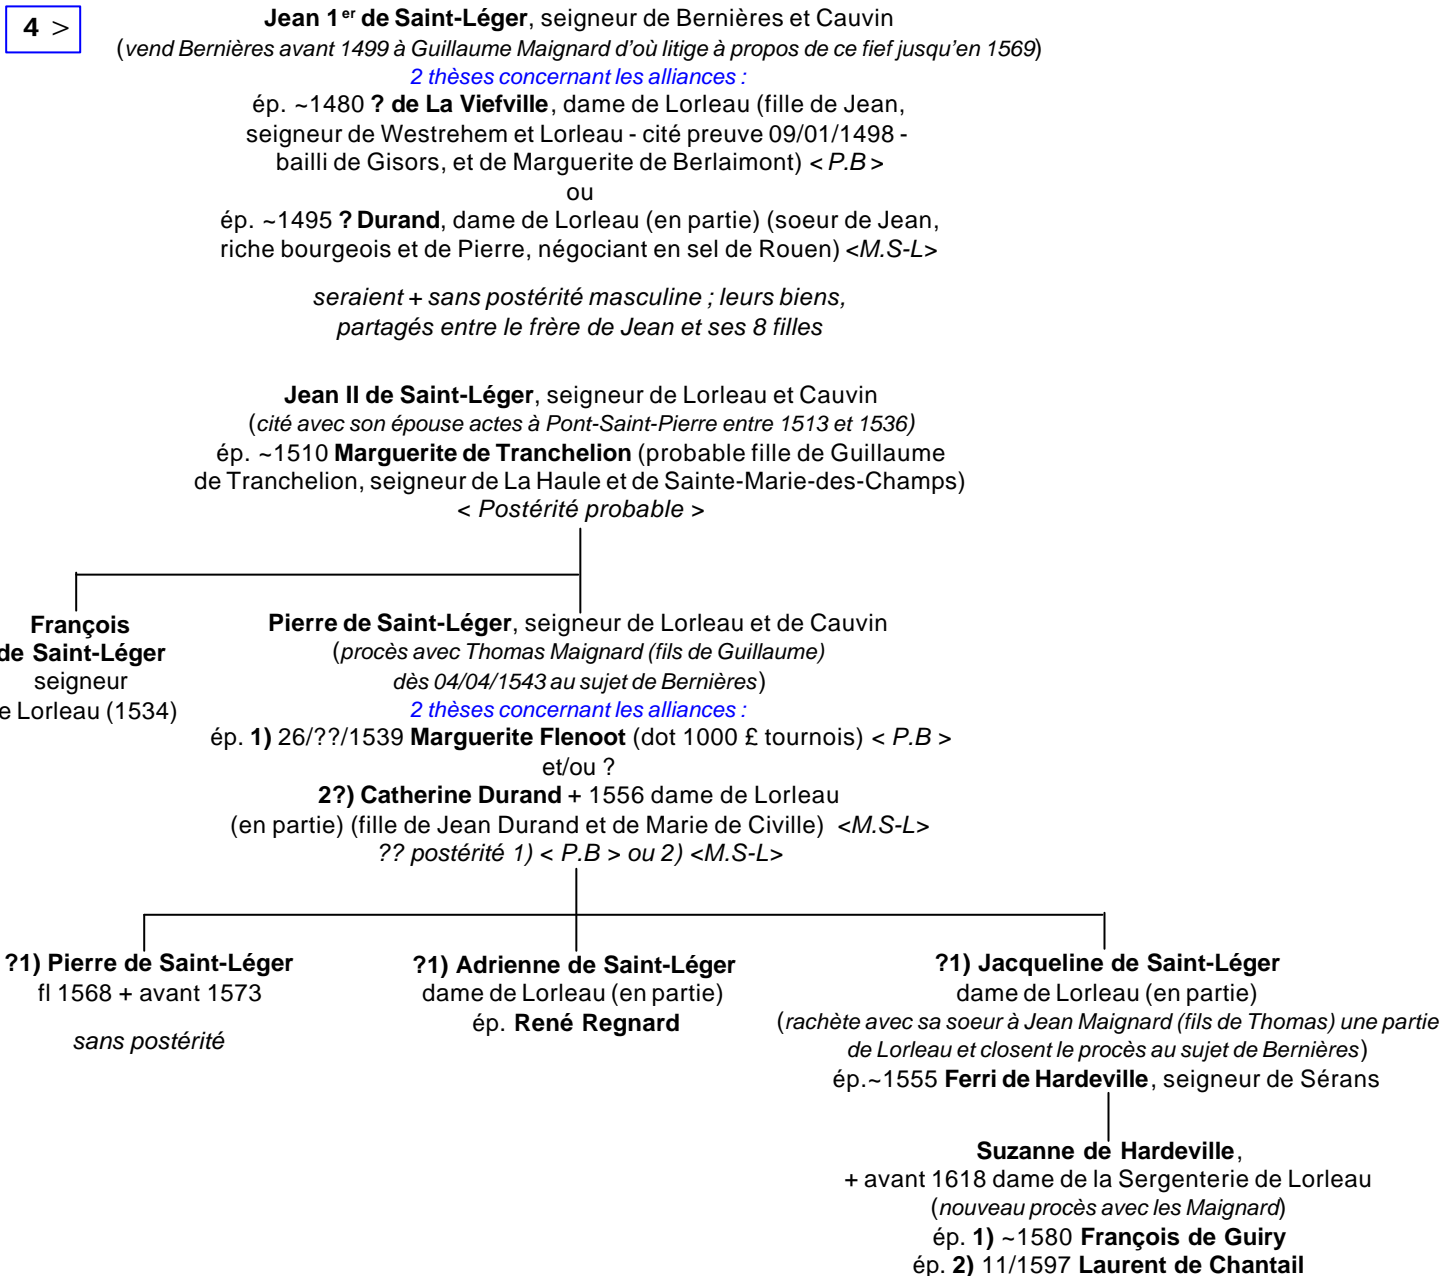 4 >
Jean 1er de Saint-Léger, seigneur de Bernières et Cauvin
(vend Bernières avant 1499 à Guillaume Maignard d'où litige à propos de ce fief jusqu'en 1569)
2 thèses concernant les alliances :
ép. ~1480 ? de La Viefville, dame de Lorleau (fille de Jean,
seigneur de Westrehem et Lorleau - cité preuve 09/01/1498 -
bailli de Gisors, et de Marguerite de Berlaimont) < P.B >
ou
ép. ~1495 ? Durand, dame de Lorleau (en partie) (soeur de Jean,
riche bourgeois et de Pierre, négociant en sel de Rouen) <M.S-L>
seraient + sans postérité masculine ; leurs biens,
partagés entre le frère de Jean et ses 8 filles
Jean II de Saint-Léger, seigneur de Lorleau et Cauvin
(cité avec son épouse actes à Pont-Saint-Pierre entre 1513 et 1536)
ép. ~1510 Marguerite de Tranchelion (probable fille de Guillaume
de Tranchelion, seigneur de La Haule et de Sainte-Marie-des-Champs)
< Postérité probable >
François
de Saint-Léger
seigneur
e Lorleau (1534)
Pierre de Saint-Léger, seigneur de Lorleau et de Cauvin
(procès avec Thomas Maignard (fils de Guillaume)
dès 04/04/1543 au sujet de Bernières)
2 thèses concernant les alliances :
ép. 1) 26/??/1539 Marguerite Flenoot (dot 1000 £ tournois) < P.B >
et/ou ?
2?) Catherine Durand + 1556 dame de Lorleau
(en partie) (fille de Jean Durand et de Marie de Civille) <M.S-L>
?? postérité 1) < P.B > ou 2) <M.S-L>
?1) Pierre de Saint-Léger
fl 1568 + avant 1573
sans postérité
?1) Adrienne de Saint-Léger
dame de Lorleau (en partie)
ép. René Regnard
?1) Jacqueline de Saint-Léger
dame de Lorleau (en partie)
(rachète avec sa soeur à Jean Maignard (fils de Thomas) une partie
de Lorleau et closent le procès au sujet de Bernières)
ép.~1555 Ferri de Hardeville, seigneur de Sérans
Suzanne de Hardeville,
+ avant 1618 dame de la Sergenterie de Lorleau
(nouveau procès avec les Maignard)
ép. 1) ~1580 François de Guiry
ép. 2) 11/1597 Laurent de Chantail